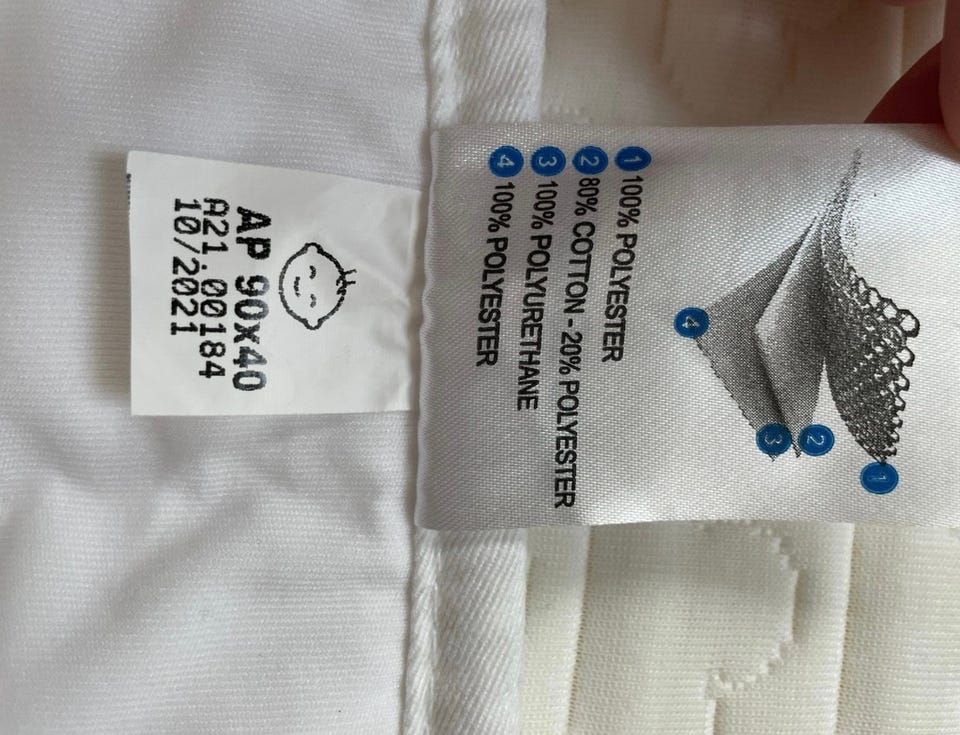 AP 90x40
A21.00184
10/2021
4
3
2
1
1 100% POLYESTER
2 80% COTTON - 20% POLYESTER
3 100% POLYURETHANE
4 100% POLYESTER